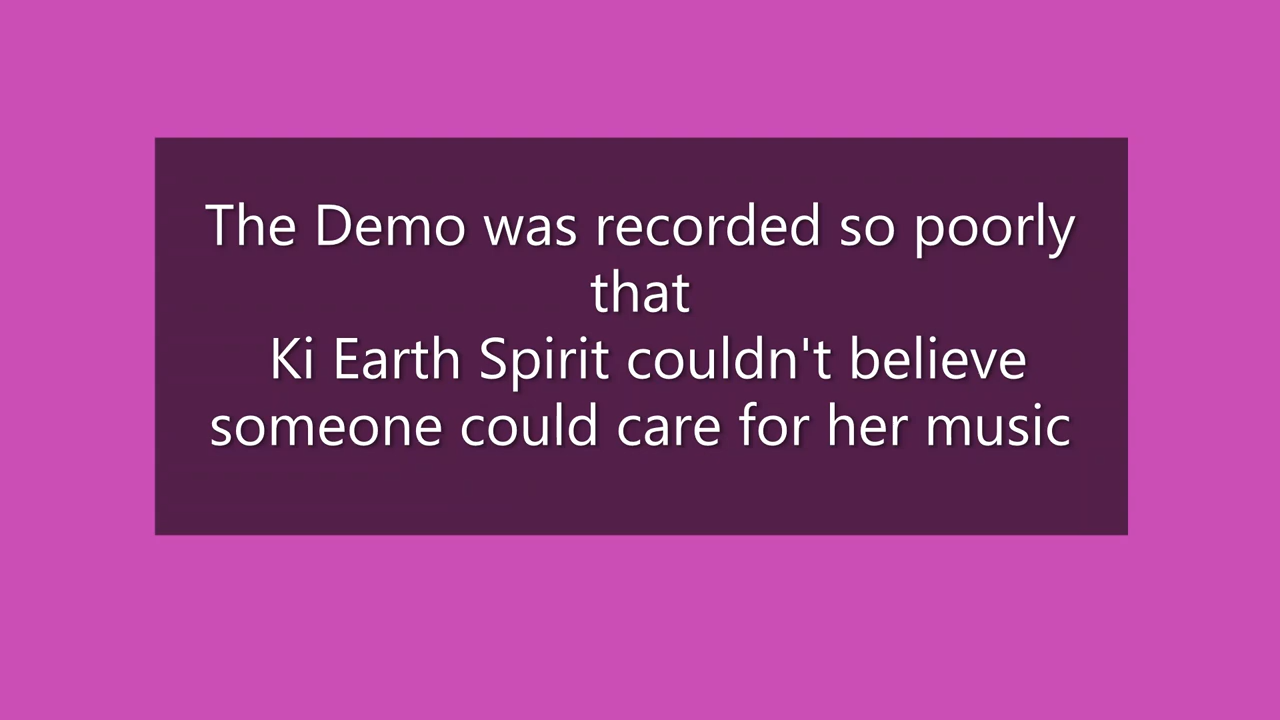 The Demo was recorded so poorly
that
Ki Earth Spirit couldn't believe
someone could care for her music